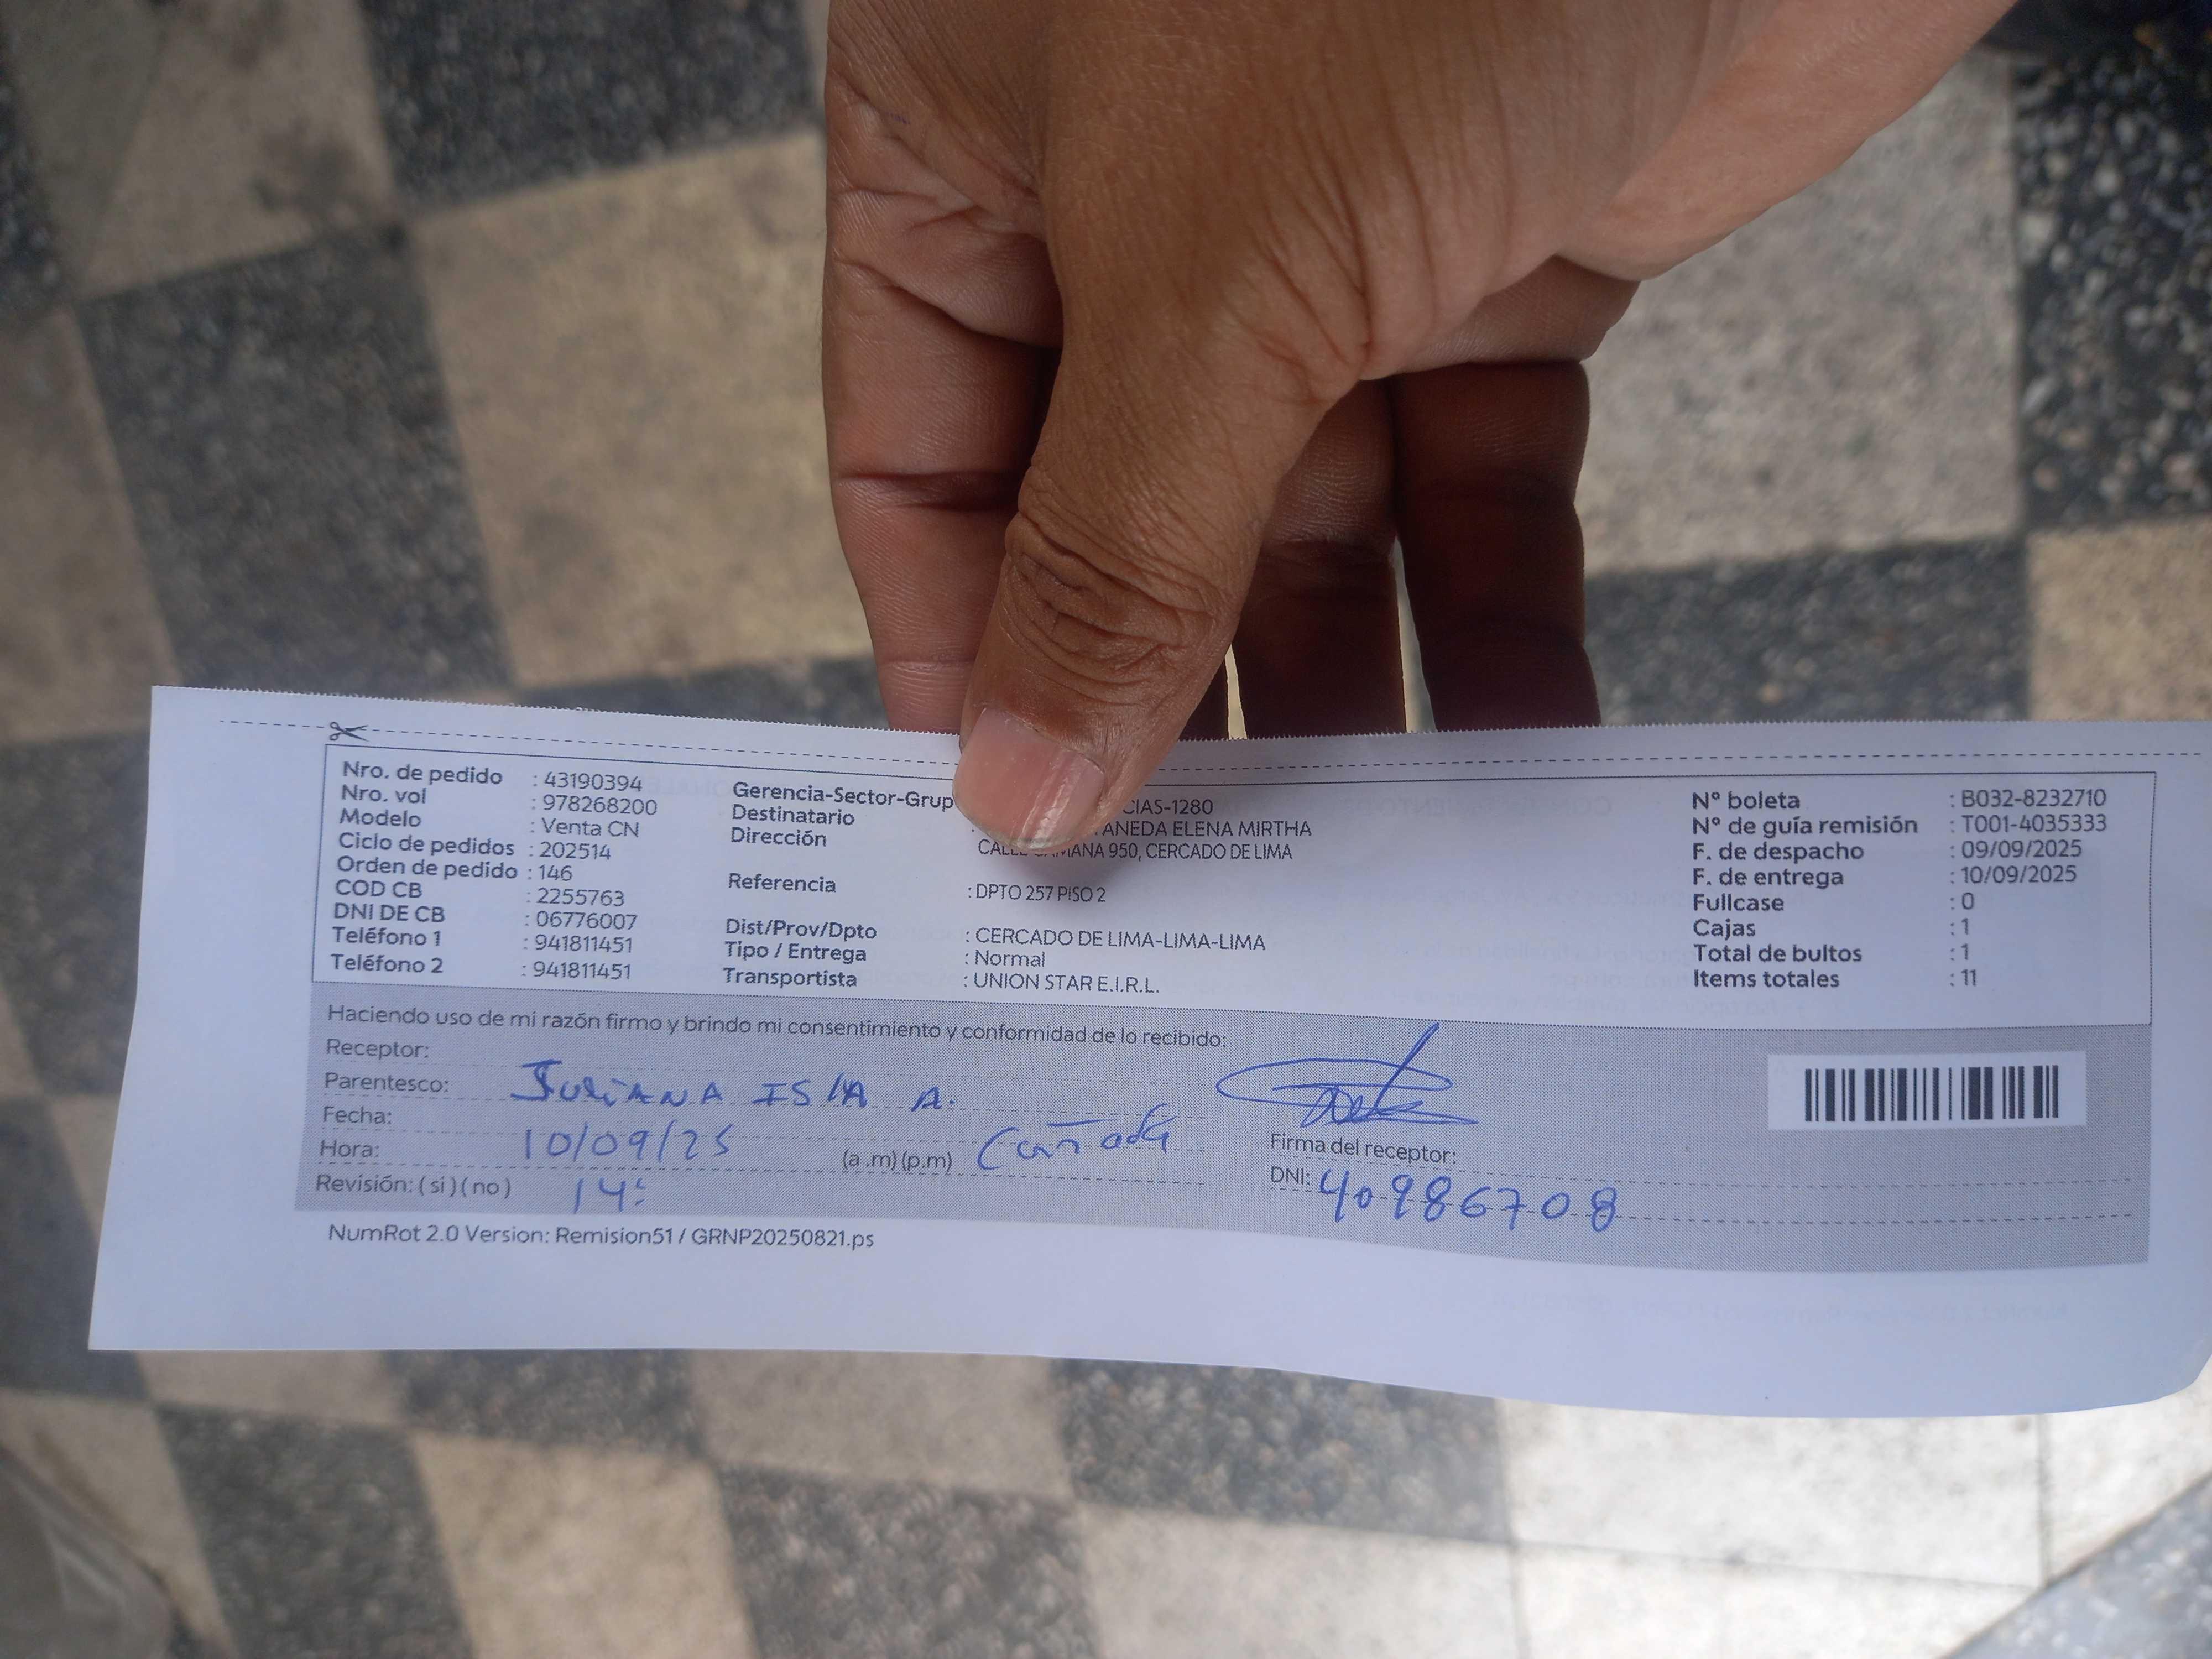 Nro. de pedido : 43190394
Nro. vol : 978268200
Modelo : Venta CN
Ciclo de pedidos : 202514
Orden de pedido : 146
COD CB : 2255763
DNI DE CB : 06776007
Teléfono 1 : 941811451
Teléfono 2 : 941811451
Gerencia-Sector-Grup CIAS-1280
Destinatario : ANEDA ELENA MIRTHA
Dirección CALLE MANA 950, CERCADO DE LIMA
Referencia : DPTO 257 PISO 2
Dist/Prov/Dpto : CERCADO DE LIMA-LIMA-LIMA
Tipo / Entrega : Normal
Transportista : UNION STAR E.I.R.L.
N° boleta : B032-8232710
N° de guía remisión : T001-4035333
F. de despacho : 09/09/2025
F. de entrega : 10/09/2025
Fullcase : 0
Cajas : 1
Total de bultos : 1
Items totales : 11
Haciendo uso de mi razón firmo y brindo mi consentimiento y conformidad de lo recibido:
Receptor:
Parentesco: JULIANA ISLA A.
Fecha:
Hora: 10/09/25 (a .m) (p.m) Cañada
Revisión: ( si ) ( no ) 14:
Firma del receptor:
DNI: 40986708
NumRot 2.0 Version: Remision51 / GRNP20250821.ps